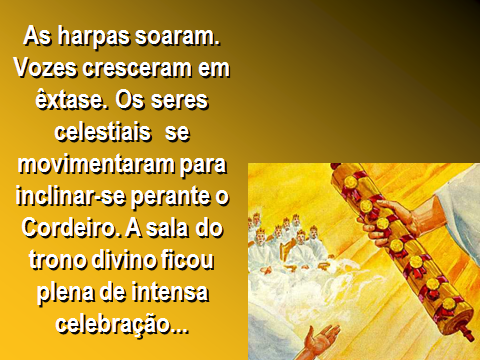 As harpas soaram.
Vozes cresceram em
êxtase. Os seres
celestiais se
movimentaram para
inclinar-se perante o
Cordeiro. A sala do
trono divino ficou
plena de intensa
celebração...